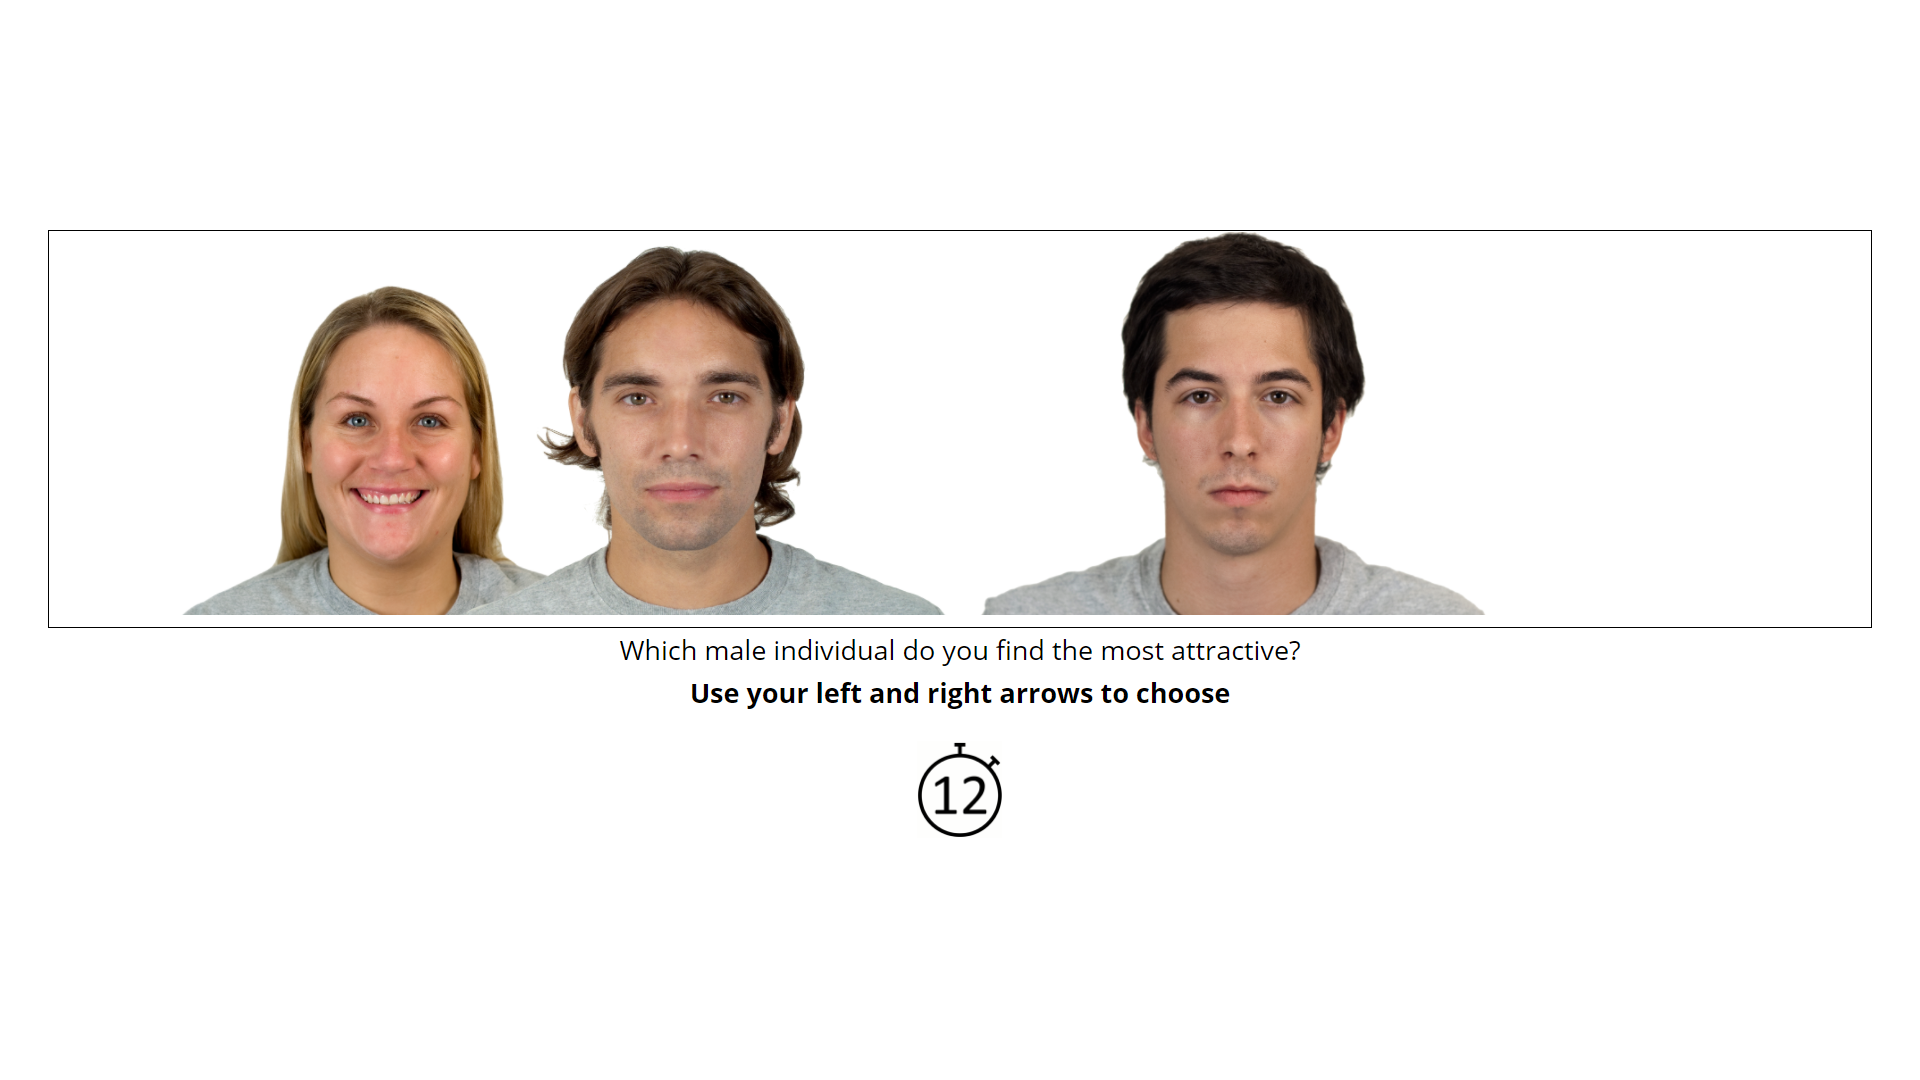 Which male individual do you find the most attractive?
Use your left and right arrows to choose
12